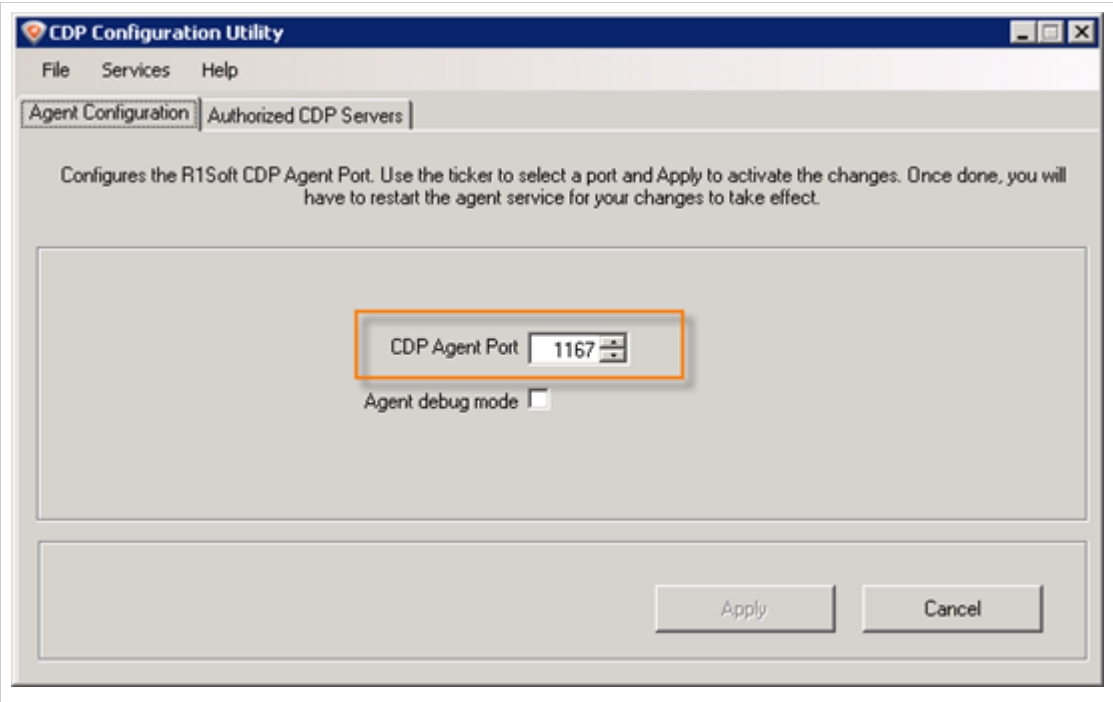 CDP Configuration Utility
File Services Help
Agent Configuration Authorized CDP Servers
Configures the R1Soft CDP Agent Port. Use the ticker to select a port and Apply to activate the changes. Once done, you will
have to restart the agent service for your changes to take effect.
CDP Agent Port 1167
Agent debug mode
Apply Cancel